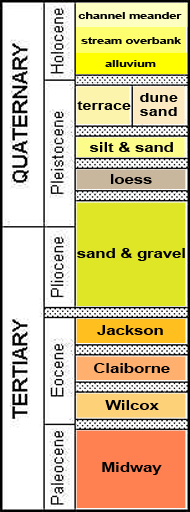 QUATERNARY
Holocene
channel meander
stream overbank
alluvium
Pleistocene
terrace
dune
sand
silt & sand
loess
TERTIARY
Pliocene
sand & gravel
Eocene
Jackson
Claiborne
Wilcox
Paleocene
Midway